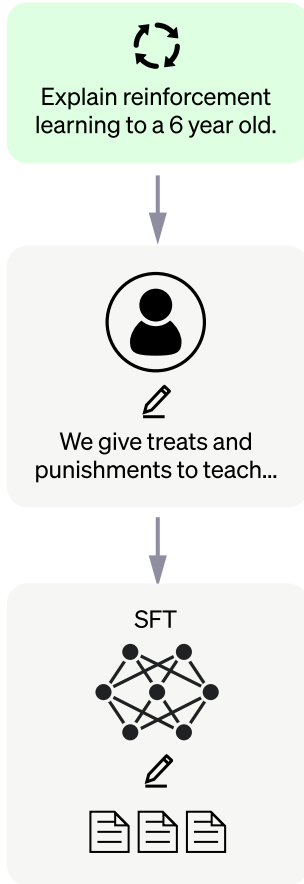 Explain reinforcement
learning to a 6 year old.
We give treats and
punishments to teach...
SFT